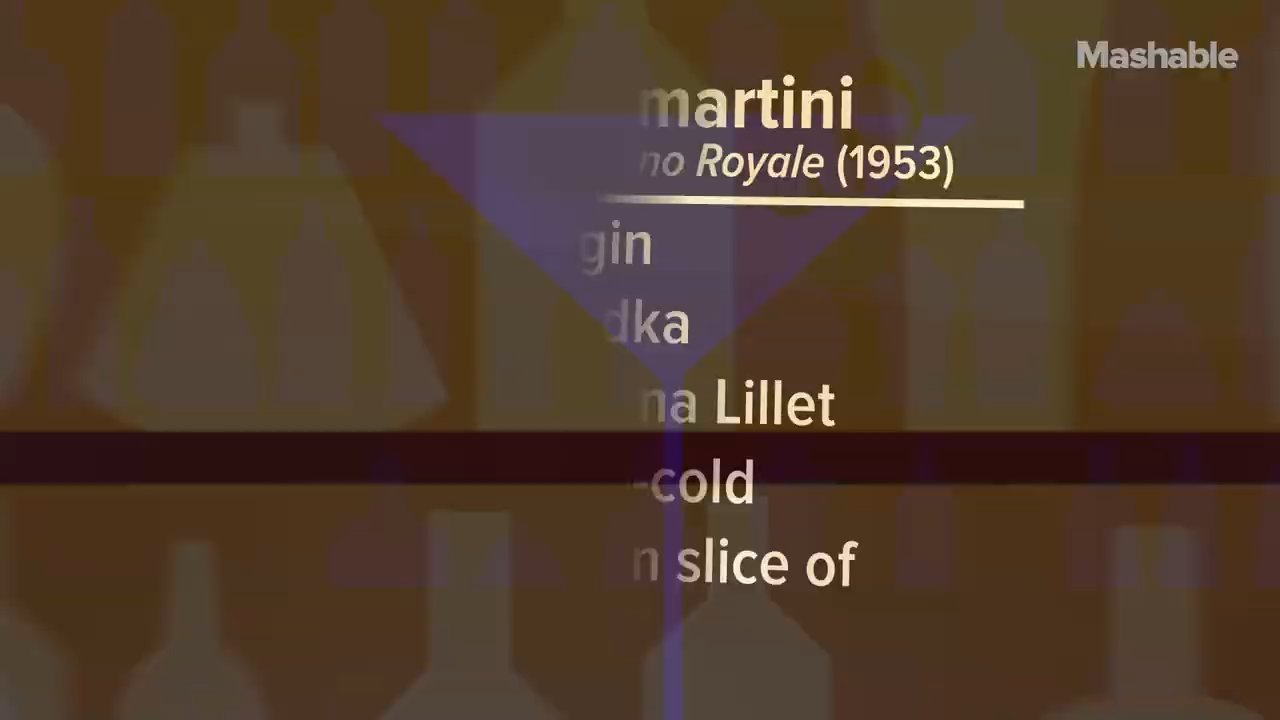 Mashable
martini
no Royale (1953)
gin
dka
na Lillet
-cold
n slice of